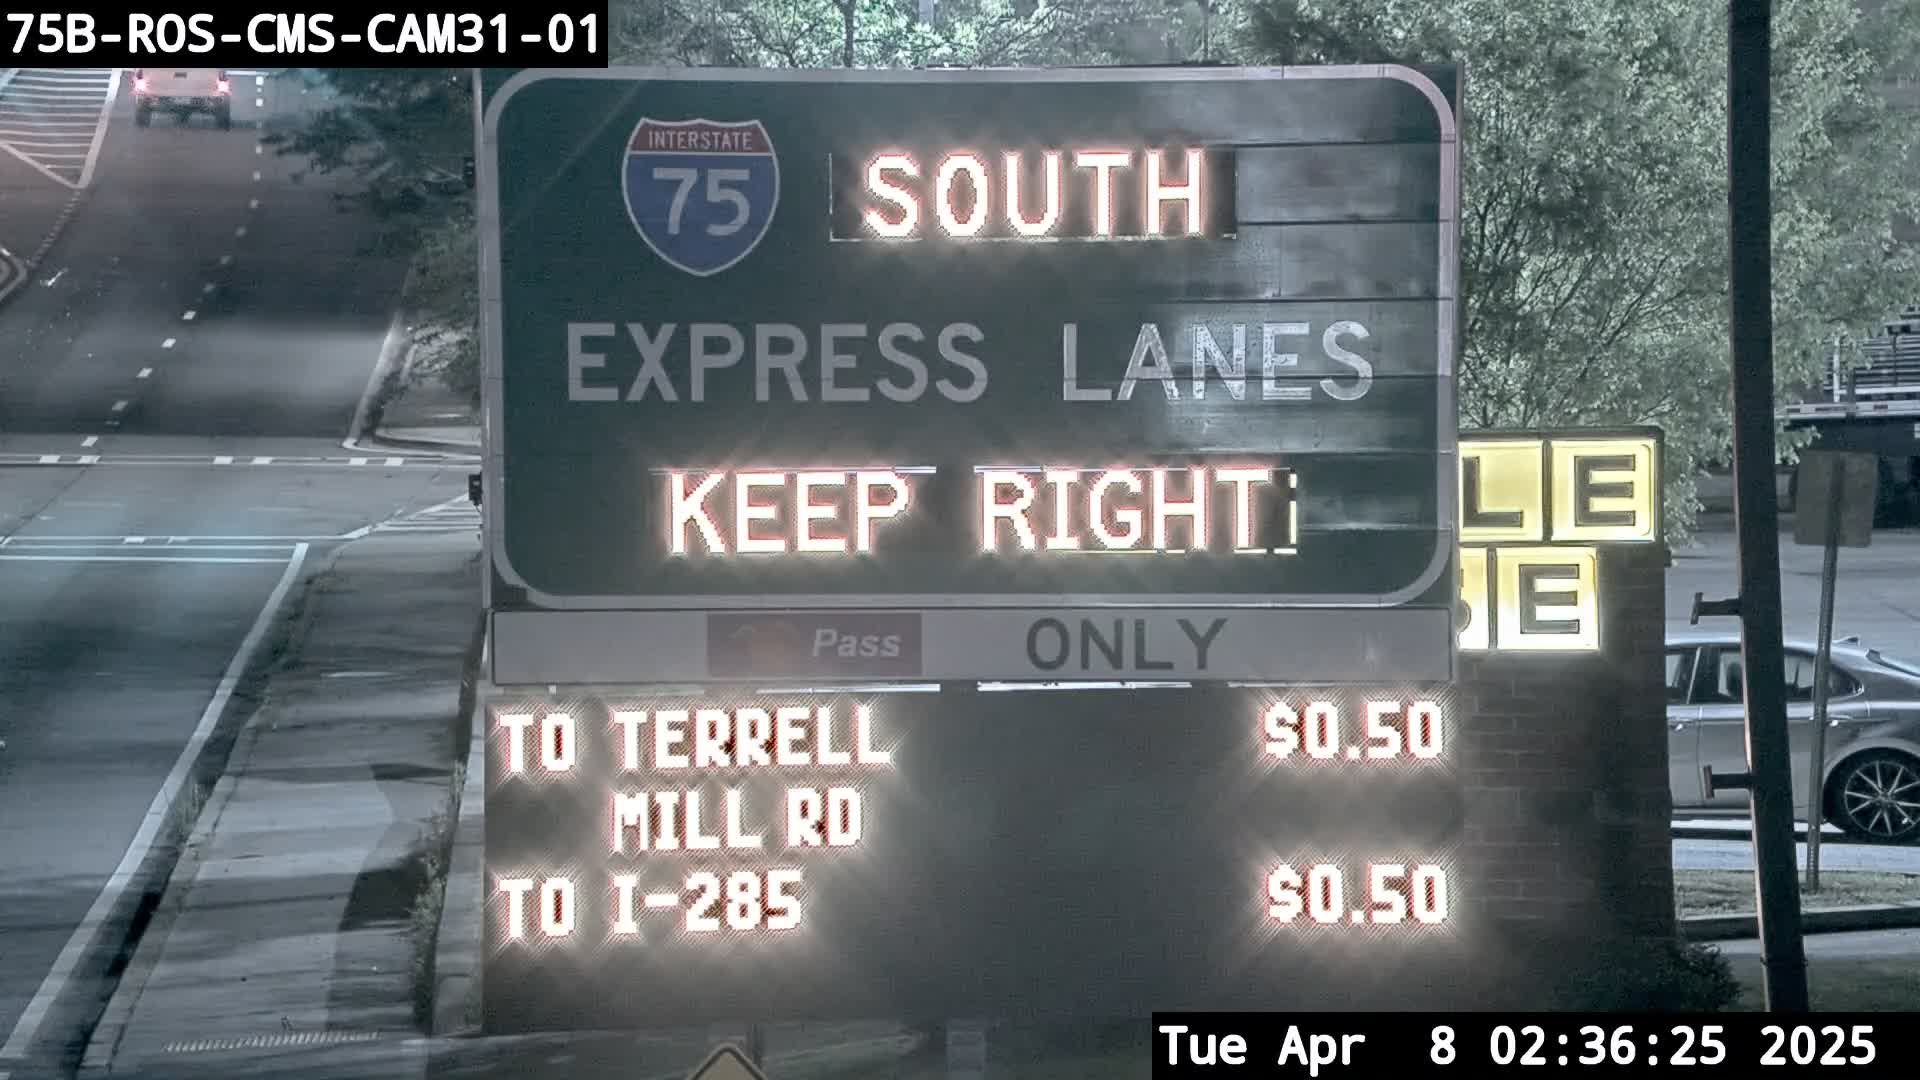 75B-ROS-CMS-CAM31-01
INTERSTATE
75
SOUTH
EXPRESS LANES
KEEP RIGHT
Pass ONLY
TO TERRELL $0.50
MILL RD
TO I-285 $0.50
LE
E
Tue Apr 8 02:36:25 2025